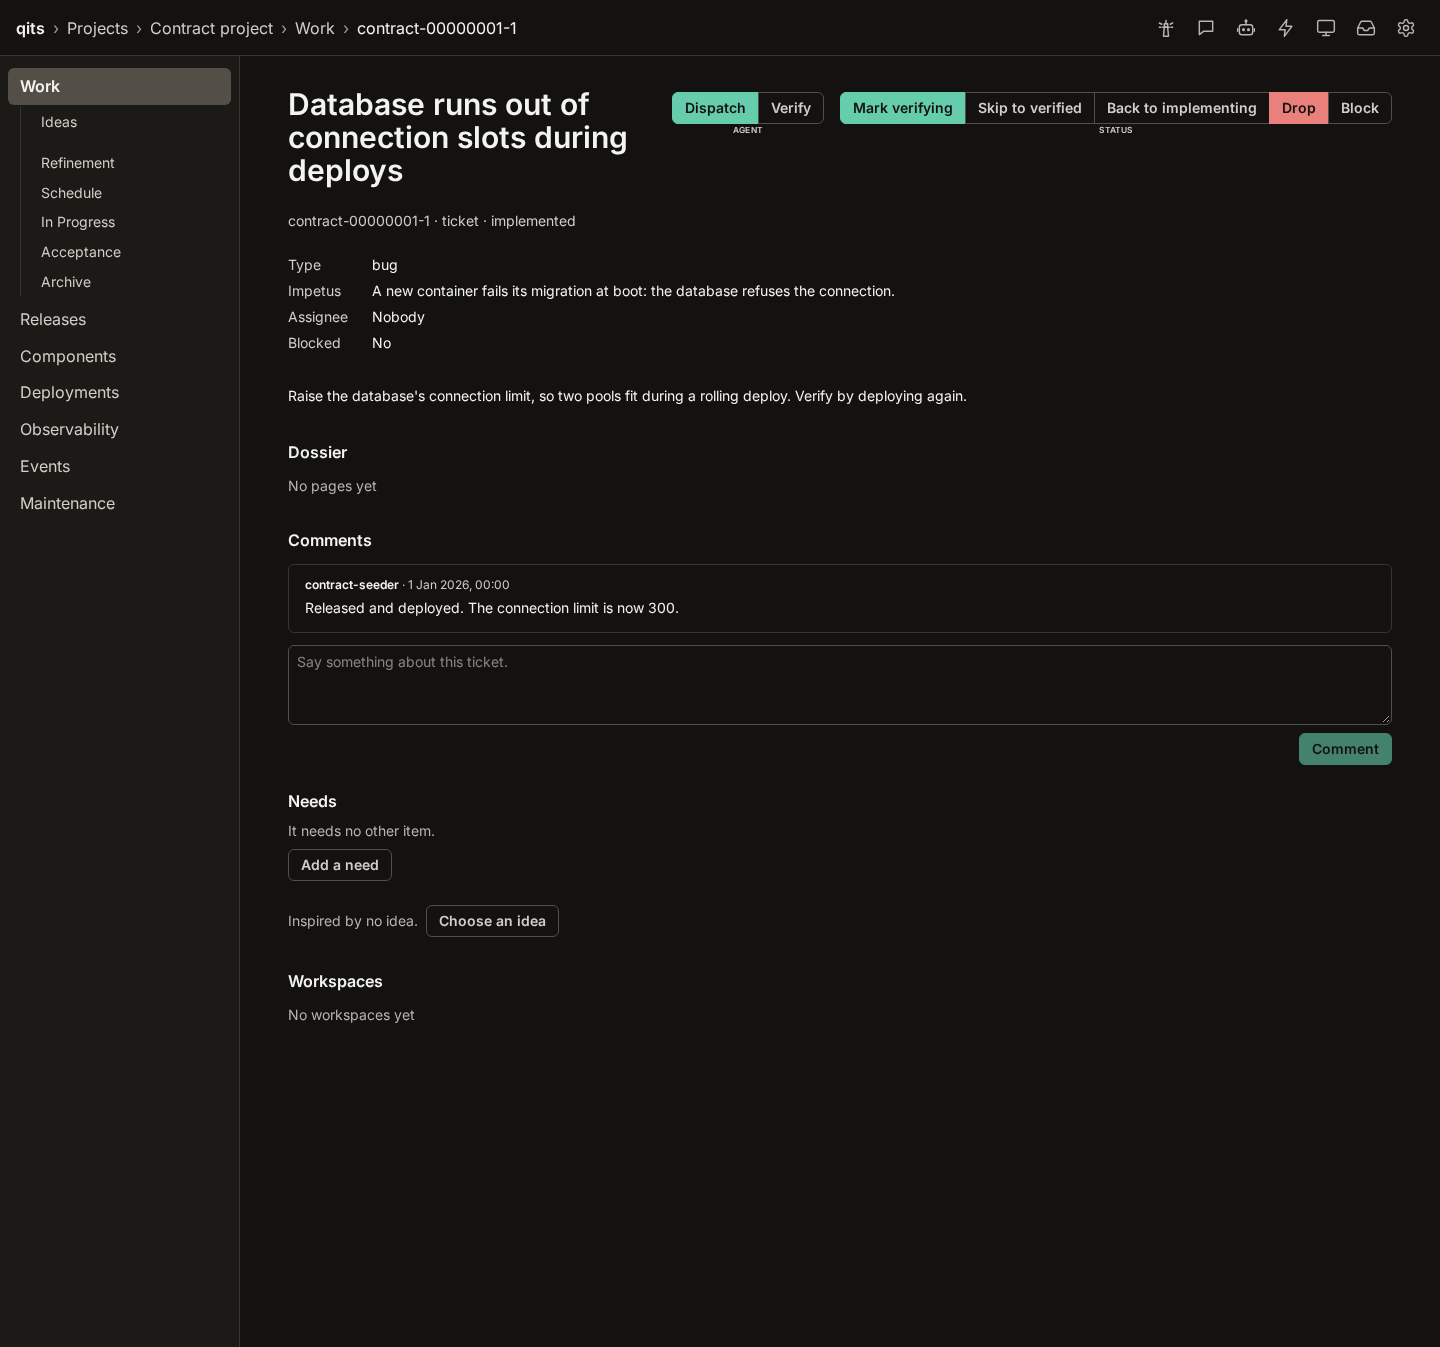 qits › Projects › Contract project › Work › contract-00000001-1
Work
Ideas
Refinement
Schedule
In Progress
Acceptance
Archive
Releases
Components
Deployments
Observability
Events
Maintenance
Database runs out of
connection slots during
deploys
Dispatch Verify
AGENT
Mark verifying Skip to verified Back to implementing Drop Block
STATUS
contract-00000001-1 · ticket · implemented
Type bug
Impetus A new container fails its migration at boot: the database refuses the connection.
Assignee Nobody
Blocked No
Raise the database's connection limit, so two pools fit during a rolling deploy. Verify by deploying again.
Dossier
No pages yet
Comments
contract-seeder · 1 Jan 2026, 00:00
Released and deployed. The connection limit is now 300.
Say something about this ticket.
Comment
Needs
It needs no other item.
Add a need
Inspired by no idea. Choose an idea
Workspaces
No workspaces yet